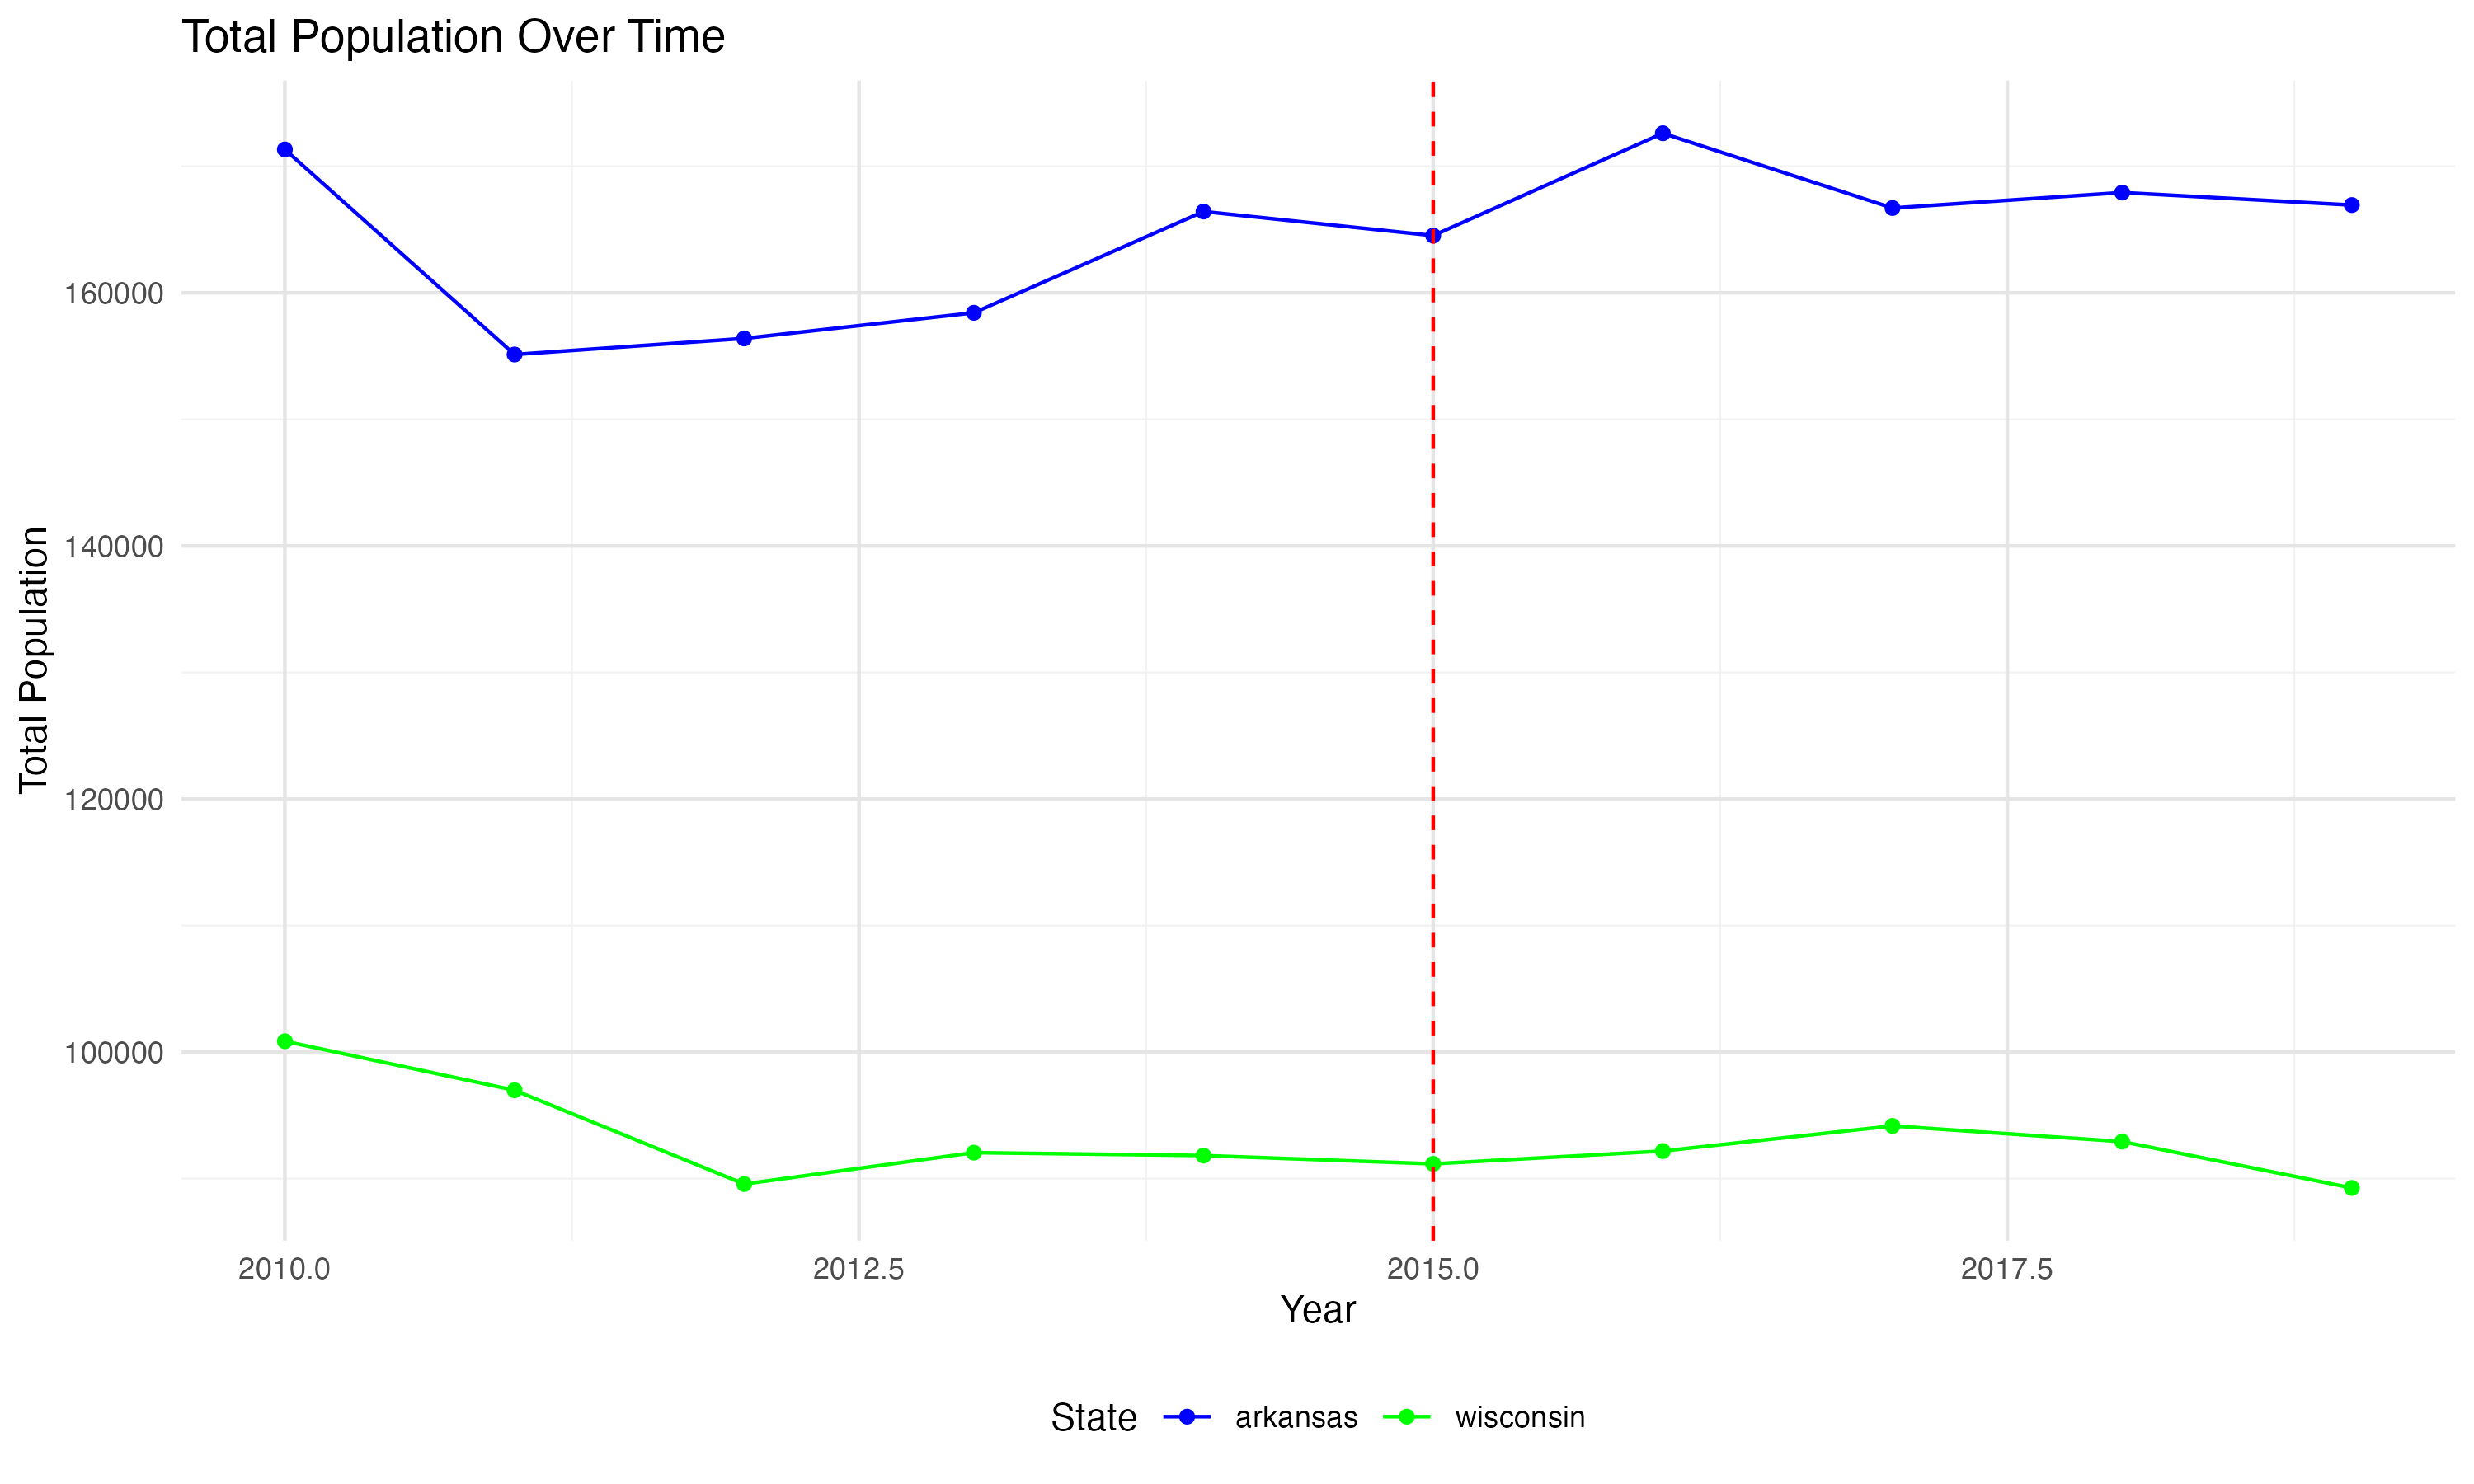 Total Population Over Time
Total Population
160000
140000
120000
100000
2010.0 2012.5 2015.0 2017.5
Year
State arkansas wisconsin